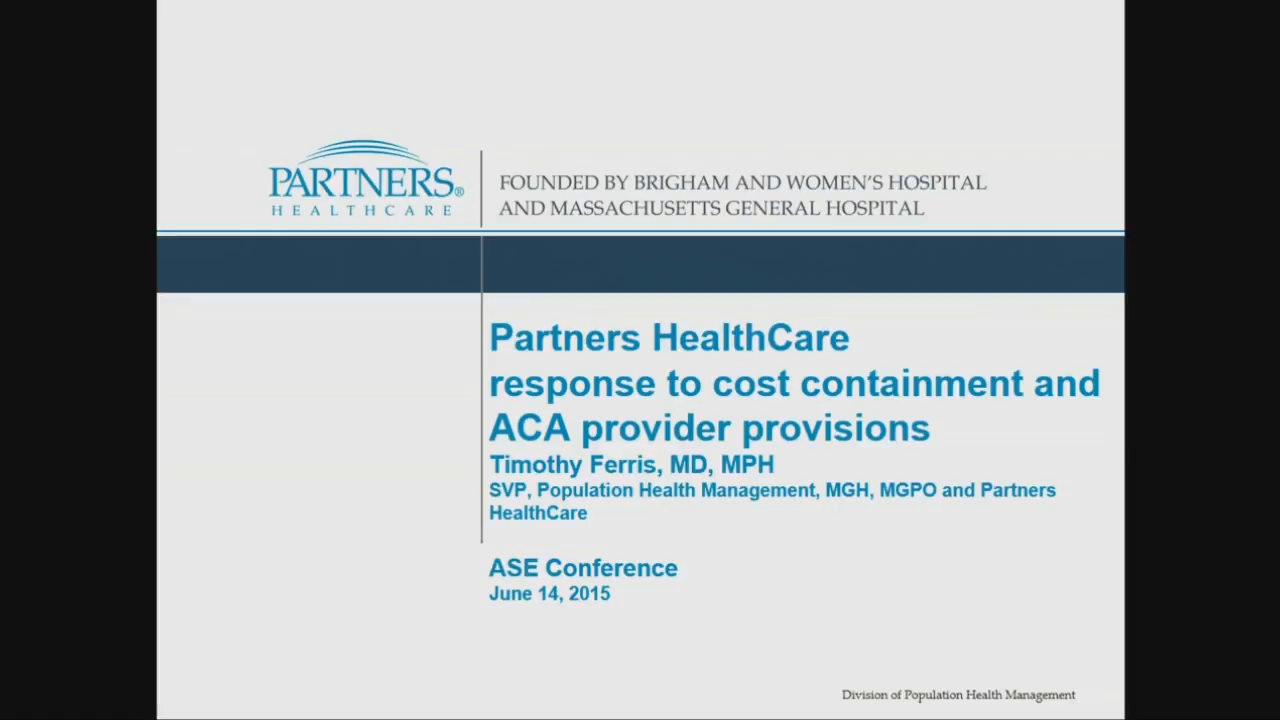 PARTNERS®
HEALTHCARE
FOUNDED BY BRIGHAM AND WOMEN'S HOSPITAL
AND MASSACHUSETTS GENERAL HOSPITAL
Partners HealthCare
response to cost containment and
ACA provider provisions
Timothy Ferris, MD, MPH
SVP, Population Health Management, MGH, MGPO and Partners
HealthCare
ASE Conference
June 14, 2015
Division of Population Health Management